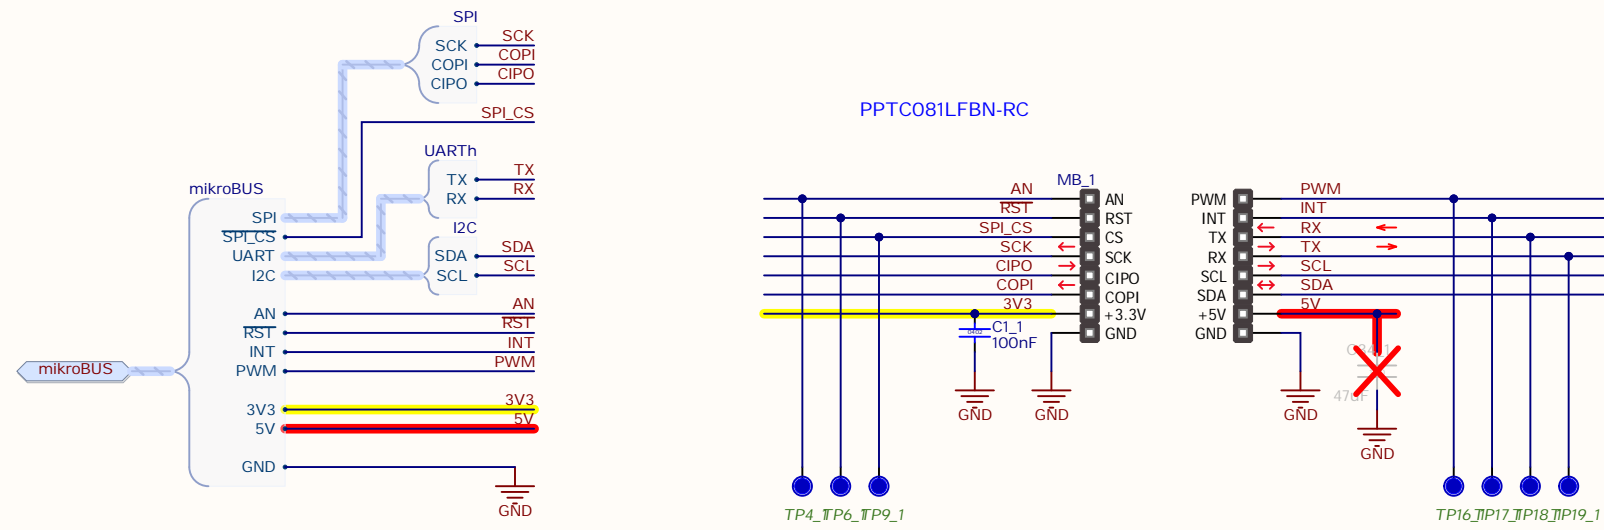 SPI
SCK SCK
COPI COPI
CIPO CIPO
SPI_CS
UARTh
TX TX
RX RX
mikroBUS
SPI
SPI_CS
UART
I2C
I2C
SDA SDA
SCL SCL
AN AN
RST RST
INT INT
PWM PWM
mikroBUS
3V3 3V3
5V 5V
GND
GND
PPTC081LFBN-RC
MB_1
AN AN
RST RST
SPI_CS CS
SCK SCK
CIPO CIPO
COPI COPI
3V3 +3.3V
GND
C1_1
100nF
0402
GND
GND
PWM PWM
INT INT
TX RX
RX TX
SCL SCL
SDA SDA
+5V 5V
GND
47uF
GND
GND
TP4_1
TP6_1
TP9_1
TP16_1
TP17_1
TP18_1
TP19_1